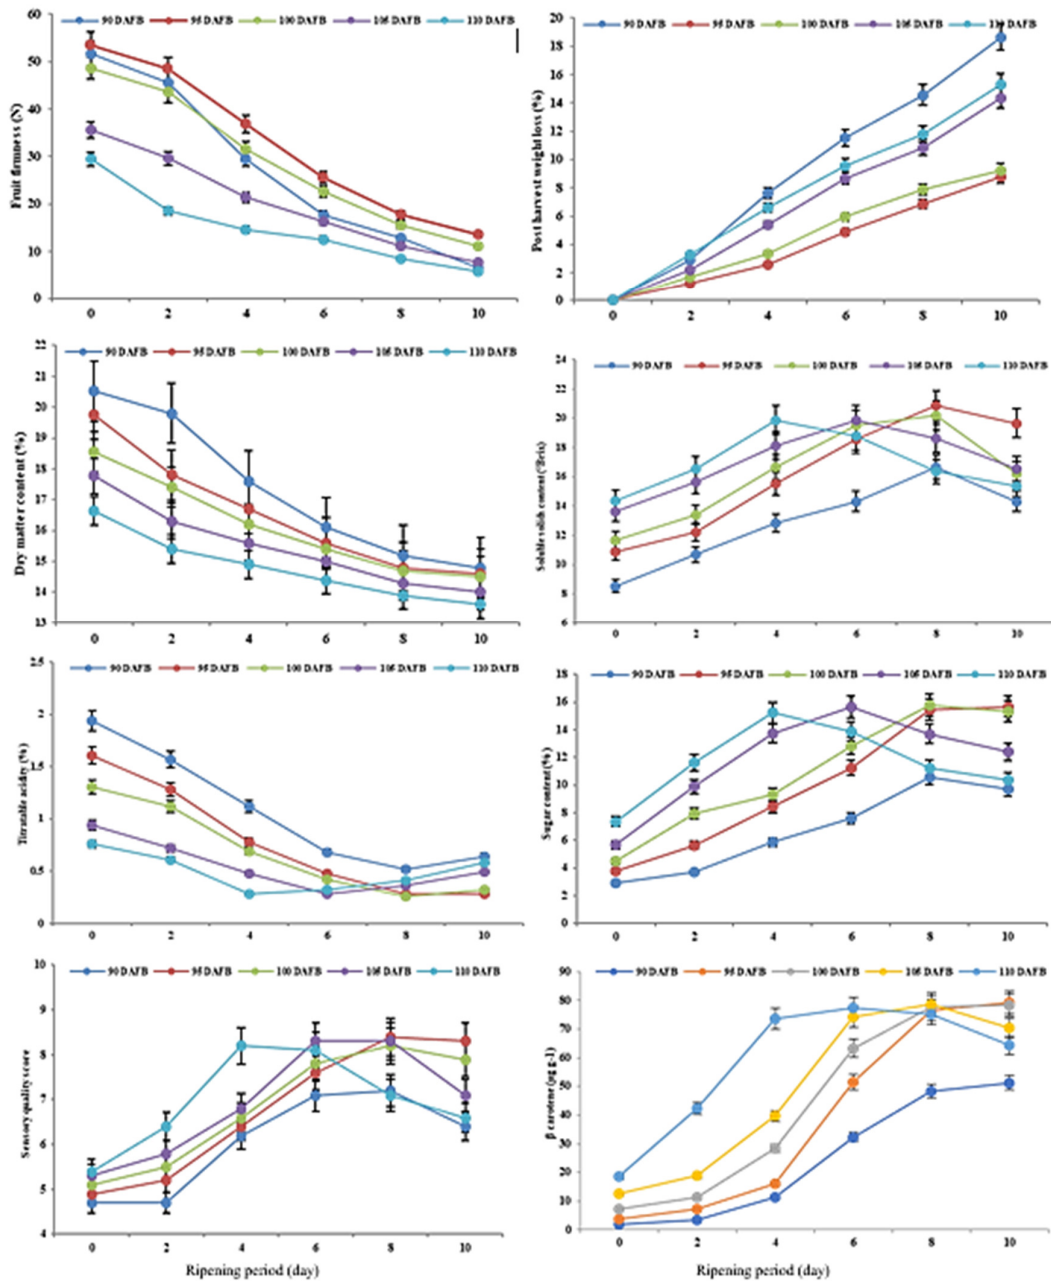 90 DAFB 95 DAFB 100 DAFB 105 DAFB 110 DAFB
60
50
40
30
20
10
0
Fruit firmness (N)
0 2 4 6 8 10
90 DAFB 95 DAFB 100 DAFB 105 DAFB 110 DAFB
20
18
16
14
12
10
8
6
4
2
0
Post harvest weight loss (%)
0 2 4 6 8 10
90 DAFB 95 DAFB 100 DAFB 105 DAFB 110 DAFB
22
21
20
19
18
17
16
15
14
13
Dry matter content (%)
0 2 4 6 8 10
90 DAFB 95 DAFB 100 DAFB 105 DAFB 110 DAFB
24
22
20
18
16
14
12
10
8
6
Soluble solids content (°Brix)
0 2 4 6 8 10
90 DAFB 95 DAFB 100 DAFB 105 DAFB 110 DAFB
2.5
2
1.5
1
0.5
0
Titratable acidity (%)
0 2 4 6 8 10
90 DAFB 95 DAFB 100 DAFB 105 DAFB 110 DAFB
18
16
14
12
10
8
6
4
2
0
Sugar content (%)
0 2 4 6 8 10
90 DAFB 95 DAFB 100 DAFB 105 DAFB 110 DAFB
10
9
8
7
6
5
4
Sensory quality score
0 2 4 6 8 10
Ripening period (day)
90 DAFB 95 DAFB 100 DAFB 105 DAFB 110 DAFB
90
80
70
60
50
40
30
20
10
0
β carotene (µg g-1)
0 2 4 6 8 10
Ripening period (day)